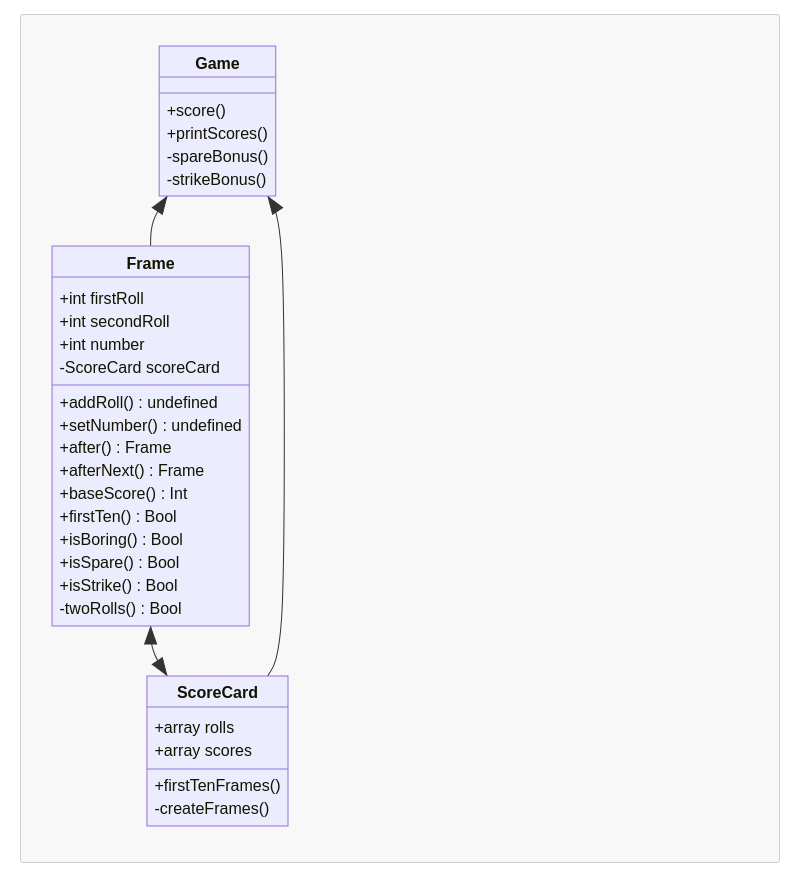 Game
+score()
+printScores()
-spareBonus()
-strikeBonus()
Frame
+int firstRoll
+int secondRoll
+int number
-ScoreCard scoreCard
+addRoll() : undefined
+setNumber() : undefined
+after() : Frame
+afterNext() : Frame
+baseScore() : Int
+firstTen() : Bool
+isBoring() : Bool
+isSpare() : Bool
+isStrike() : Bool
-twoRolls() : Bool
ScoreCard
+array rolls
+array scores
+firstTenFrames()
-createFrames()